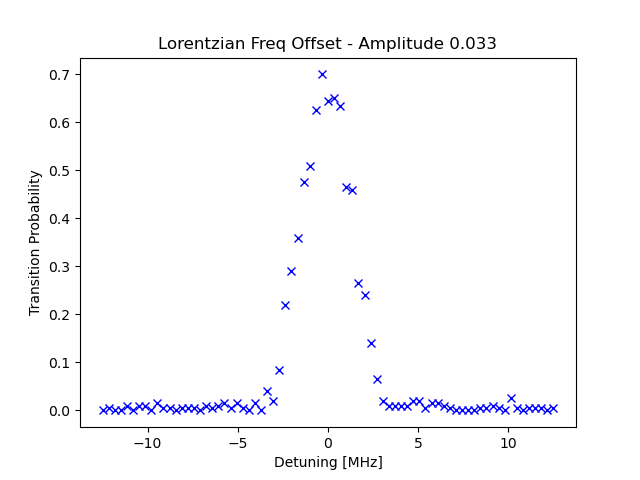 Lorentzian Freq Offset - Amplitude 0.033
0.7
0.6
0.5
0.4
0.3
0.2
0.1
0.0
Transition Probability
−10 −5 0 5 10
Detuning [MHz]